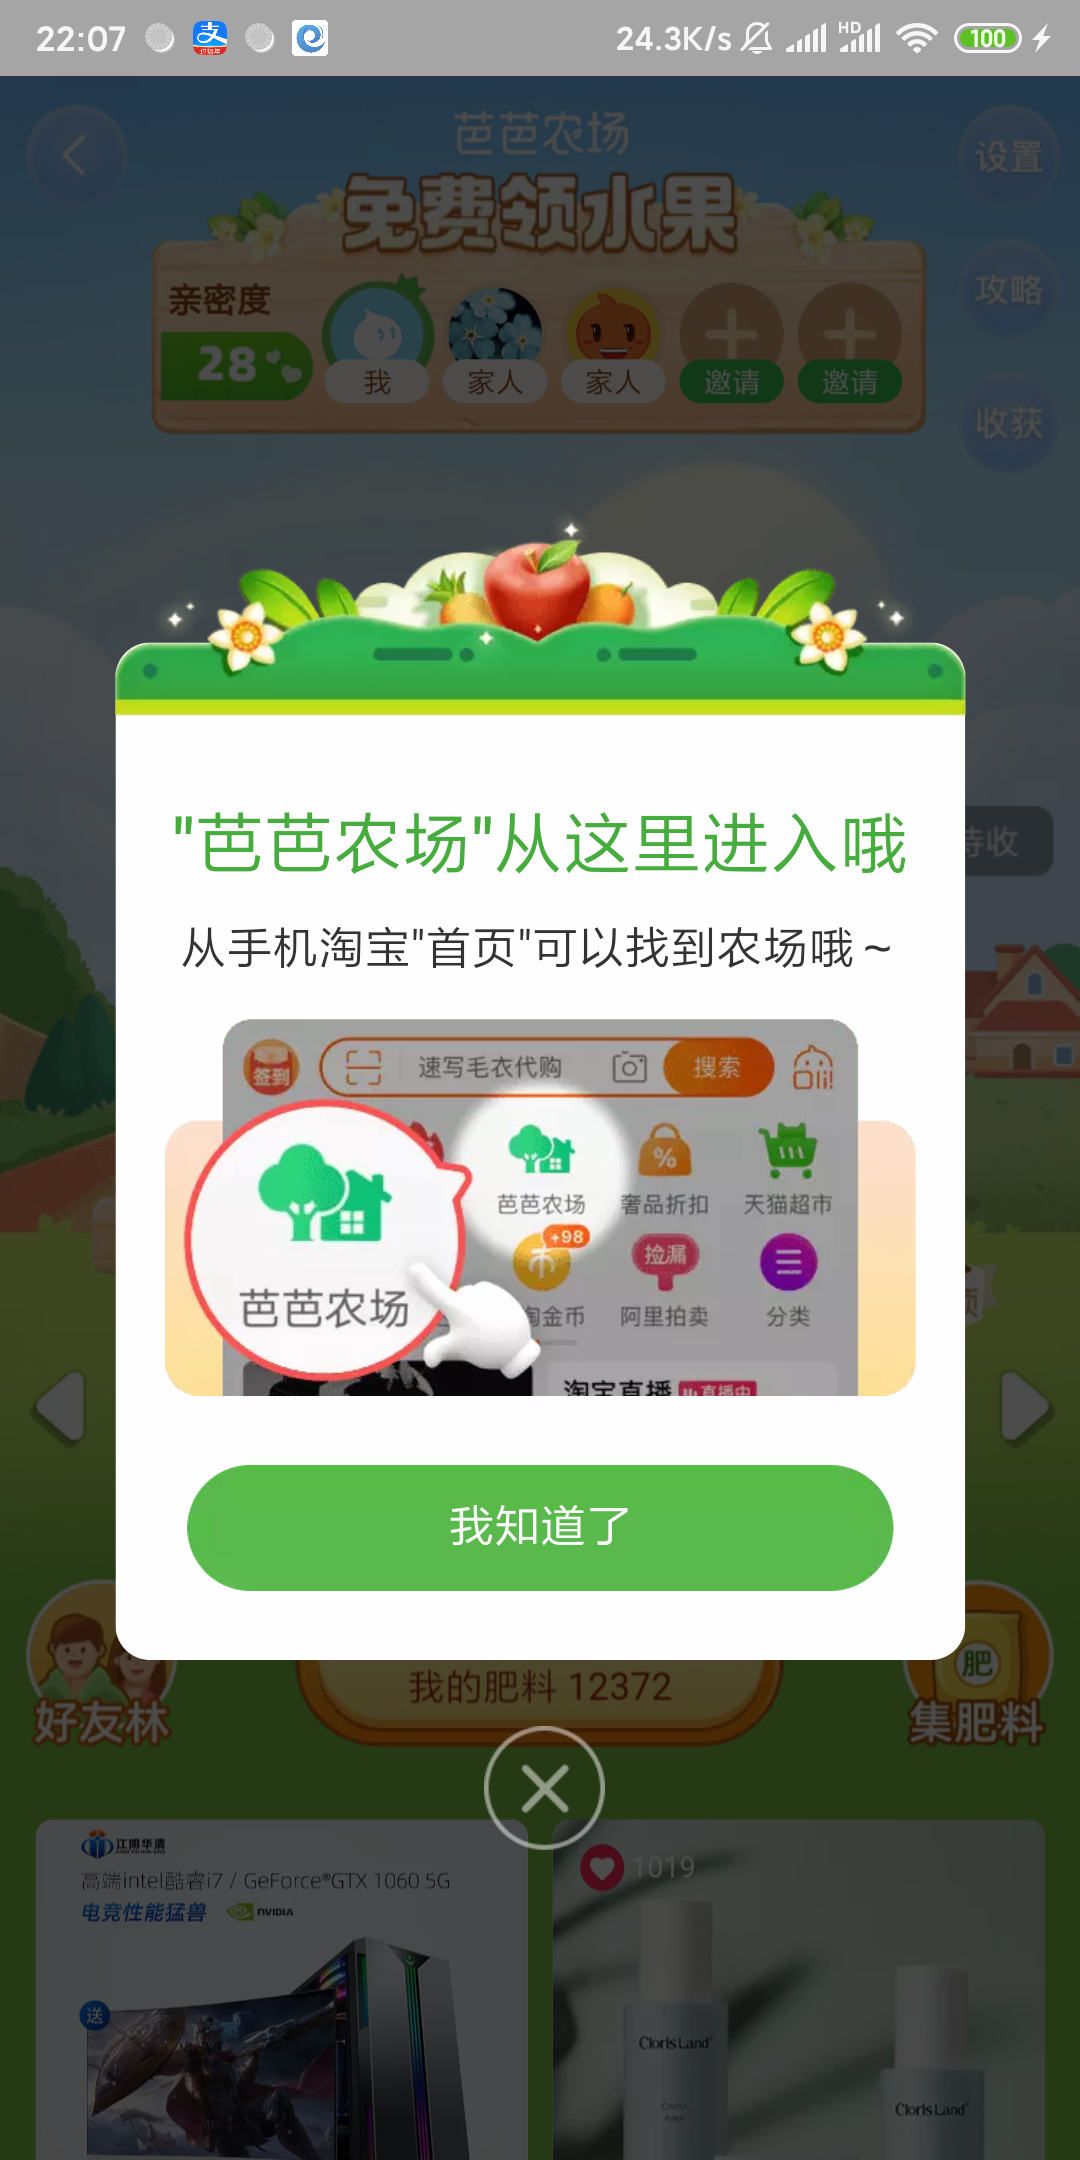 22:07
24.3K/s
HD
100
芭芭农场
免费领水果
设置
攻略
收获
亲密度
28
我
家人
家人
邀请
邀请
"芭芭农场"从这里进入哦
待收
从手机淘宝"首页"可以找到农场哦~
签到
速写毛衣代购
搜索
芭芭农场
奢品折扣
天猫超市
+98
捡漏
淘金币
阿里拍卖
分类
芭芭农场
淘宝直播
直播中
我知道了
好友林
我的肥料 12372
肥
集肥料
江阴华清
高端intel酷睿i7 / GeForce®GTX 1060 5G
电竞性能猛兽
NVIDIA
送
1019
ClorisLand
ClorisLand